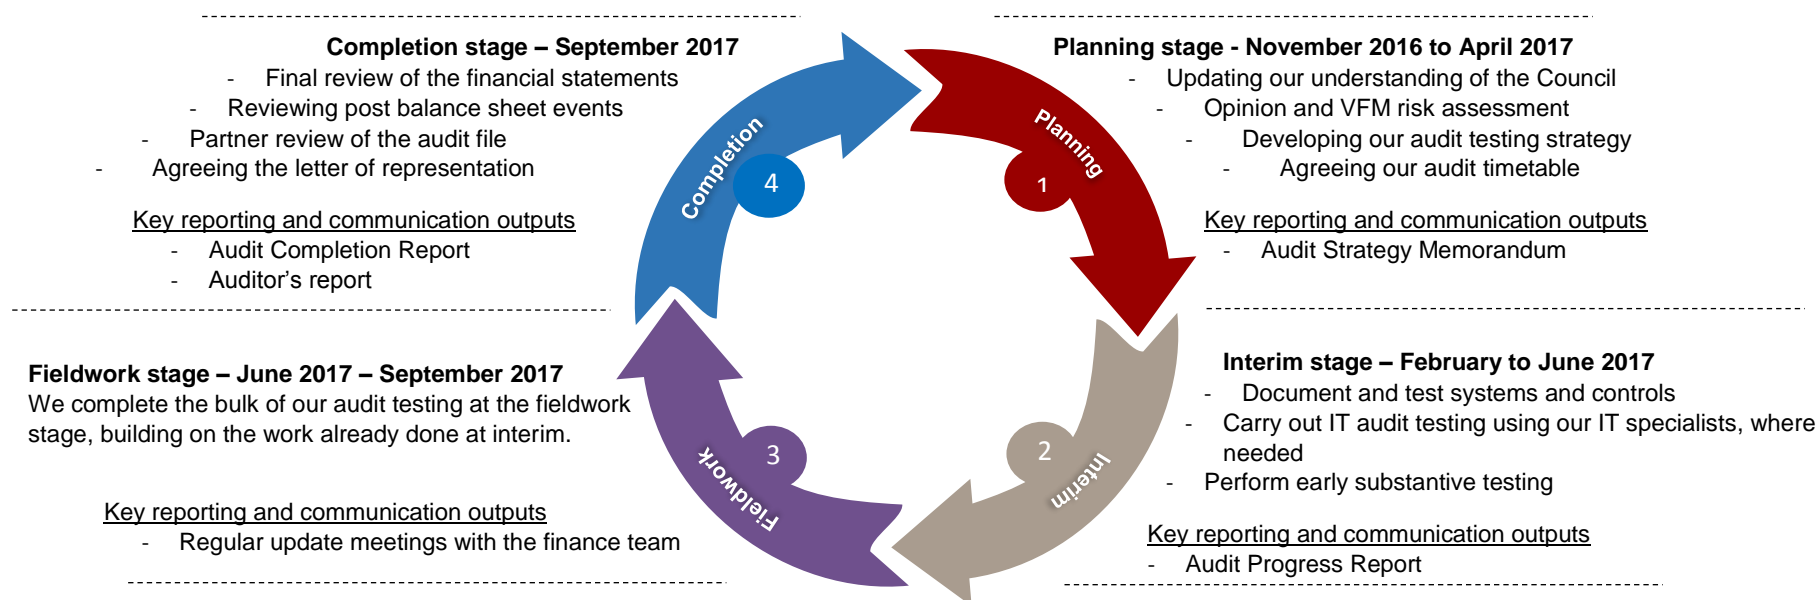 Completion stage – September 2017
- Final review of the financial statements
- Reviewing post balance sheet events
- Partner review of the audit file
- Agreeing the letter of representation
Key reporting and communication outputs
- Audit Completion Report
- Auditor’s report
Planning stage - November 2016 to April 2017
- Updating our understanding of the Council
- Opinion and VFM risk assessment
- Developing our audit testing strategy
- Agreeing our audit timetable
Key reporting and communication outputs
- Audit Strategy Memorandum
Completion
4
Planning
1
Fieldwork stage – June 2017 – September 2017
We complete the bulk of our audit testing at the fieldwork
stage, building on the work already done at interim.
Key reporting and communication outputs
- Regular update meetings with the finance team
3
Fieldwork
2
Interim
Interim stage – February to June 2017
- Document and test systems and controls
- Carry out IT audit testing using our IT specialists, where
needed
- Perform early substantive testing
Key reporting and communication outputs
- Audit Progress Report